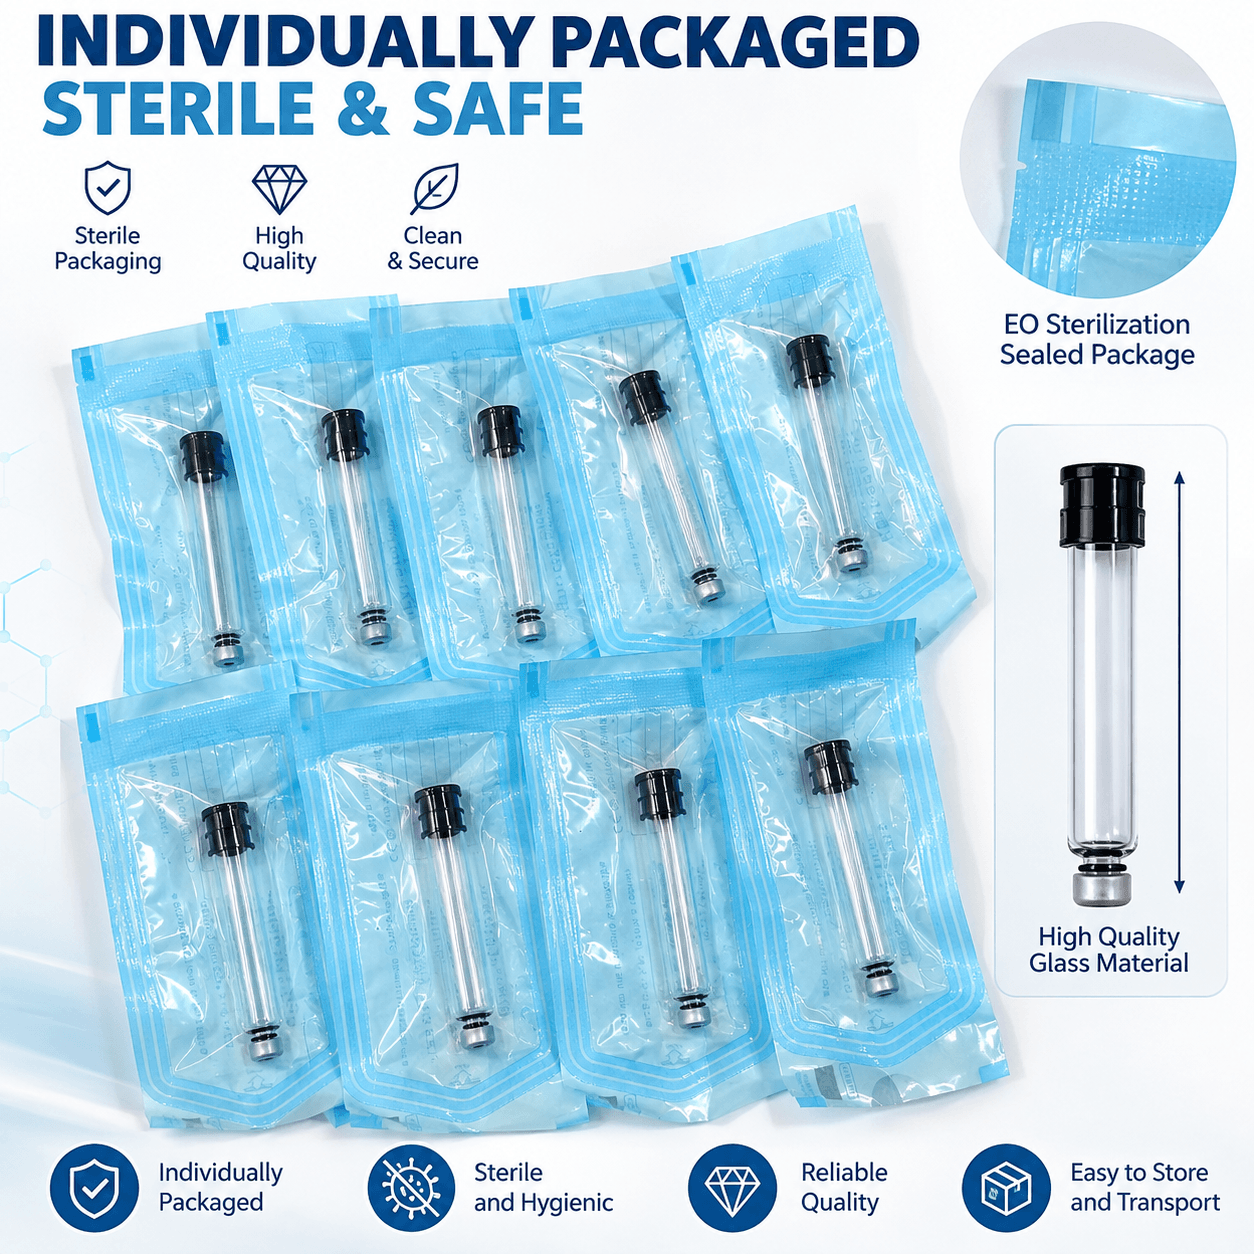 INDIVIDUALLY PACKAGED
STERILE & SAFE
Sterile
Packaging
High
Quality
Clean
& Secure
EO Sterilization
Sealed Package
High Quality
Glass Material
Individually
Packaged
Sterile
and Hygienic
Reliable
Quality
Easy to Store
and Transport